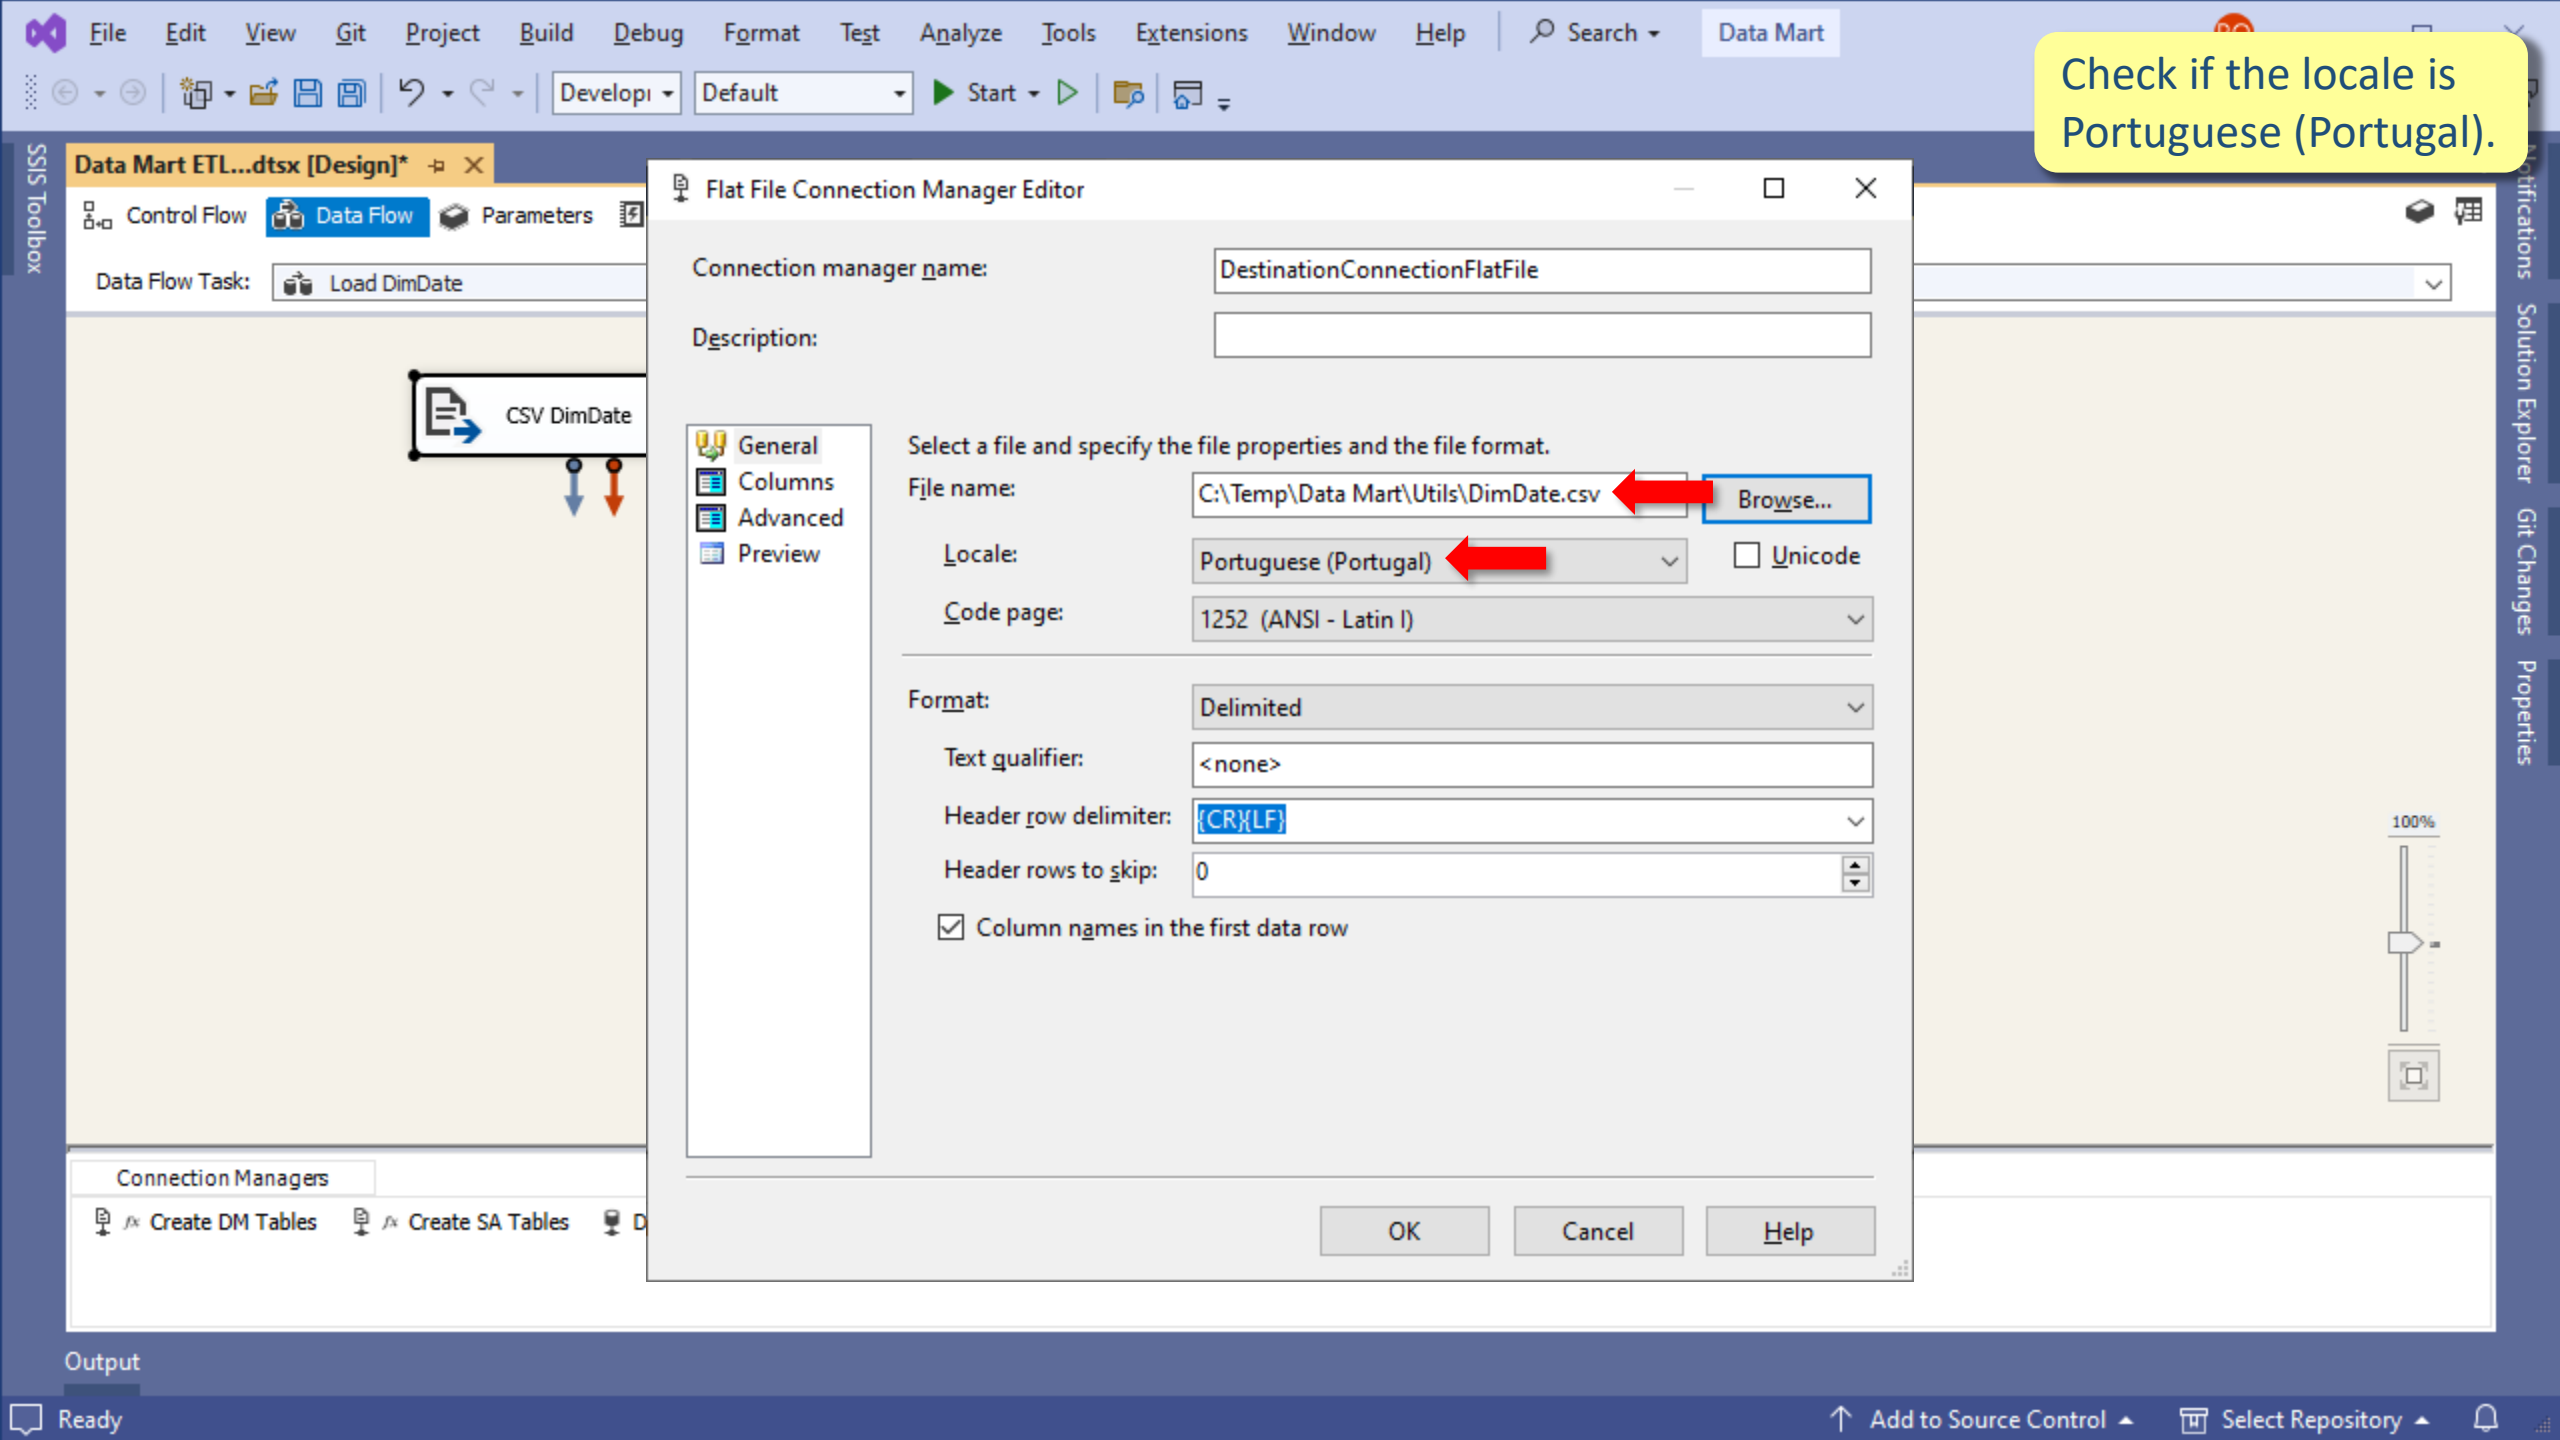 File Edit View Git Project Build Debug Format Test Analyze Tools Extensions Window Help Search Data Mart
Check if the locale is
Portuguese (Portugal).
Develop Default Start
SSIS Toolbox
Data Mart ETL...dtsx [Design]*
Control Flow Data Flow Parameters
Data Flow Task: Load DimDate
CSV DimDate
Flat File Connection Manager Editor
Connection manager name: DestinationConnectionFlatFile
Description:
General
Columns
Advanced
Preview
Select a file and specify the file properties and the file format.
File name: C:\Temp\Data Mart\Utils\DimDate.csv Browse...
Locale: Portuguese (Portugal) Unicode
Code page: 1252 (ANSI - Latin I)
Format: Delimited
Text qualifier: <none>
Header row delimiter: {CR}{LF}
Header rows to skip: 0
Column names in the first data row
OK Cancel Help
Notifications
Solution Explorer
Git Changes
Properties
100%
Connection Managers
Create DM Tables Create SA Tables D
Output
Ready Add to Source Control Select Repository